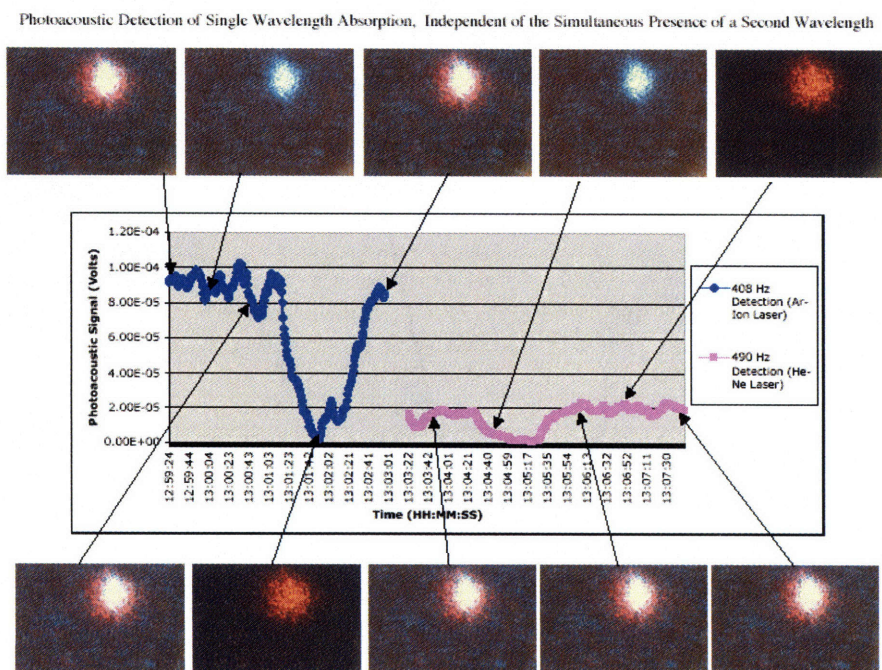 Photoacoustic Detection of Single Wavelength Absorption, Independent of the Simultaneous Presence of a Second Wavelength
1.20E-04
1.00E-04
8.00E-05
6.00E-05
4.00E-05
2.00E-05
0.00E+00
Photoacoustic Signal (Volts)
12:59:24
12:59:44
13:00:04
13:00:23
13:00:43
13:01:03
13:01:23
13:01:42
13:02:02
13:02:21
13:02:41
13:03:01
13:03:22
13:03:42
13:04:01
13:04:21
13:04:40
13:04:59
13:05:17
13:05:35
13:05:54
13:06:13
13:06:32
13:06:52
13:07:11
13:07:30
Time (HH:MM:SS)
408 Hz
Detection (Ar-
Ion Laser)
490 Hz
Detection (He-
Ne Laser)